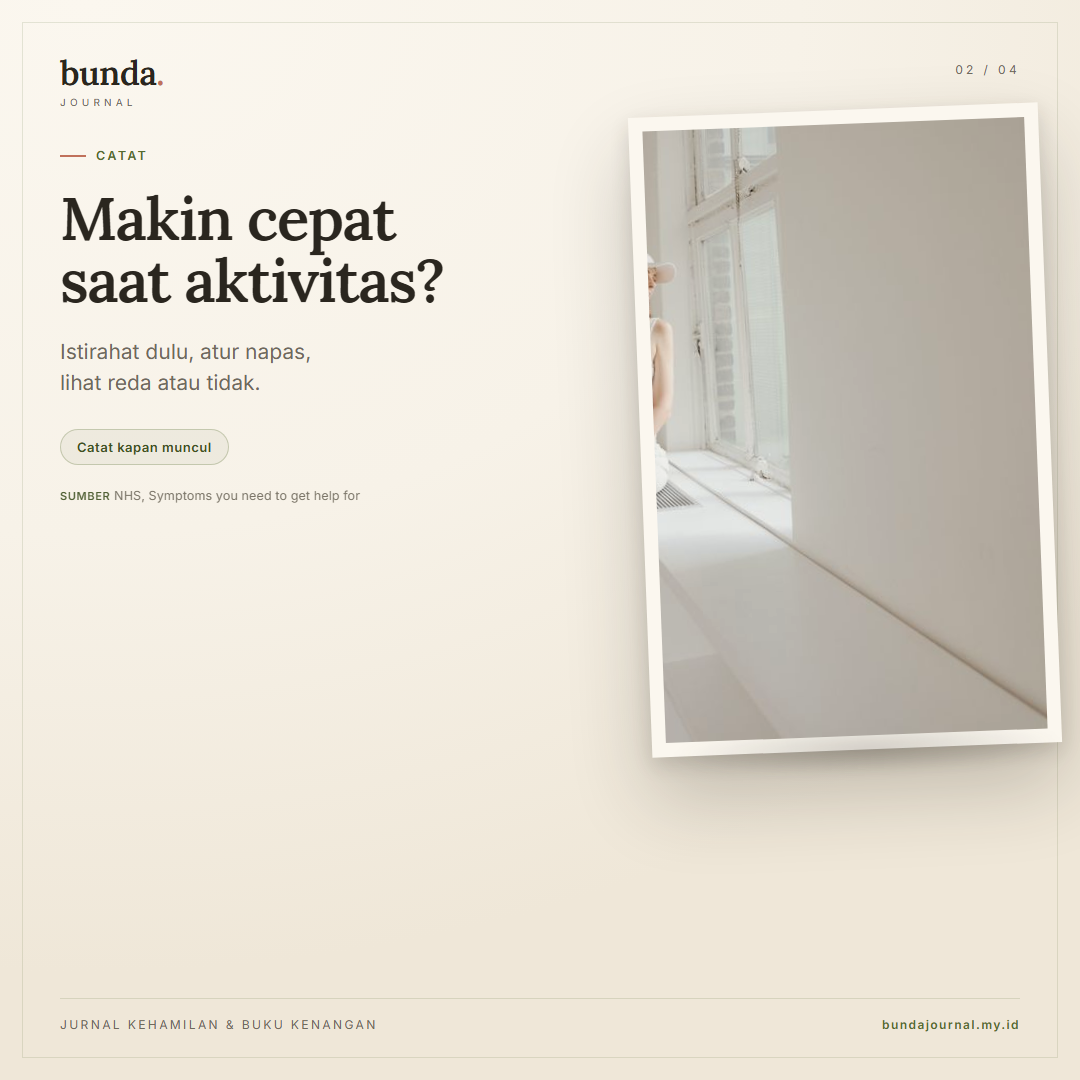 bunda.
JOURNAL
02 / 04
CATAT
Makin cepat
saat aktivitas?
Istirahat dulu, atur napas,
lihat reda atau tidak.
Catat kapan muncul
SUMBER NHS, Symptoms you need to get help for
JURNAL KEHAMILAN & BUKU KENANGAN
bundajournal.my.id